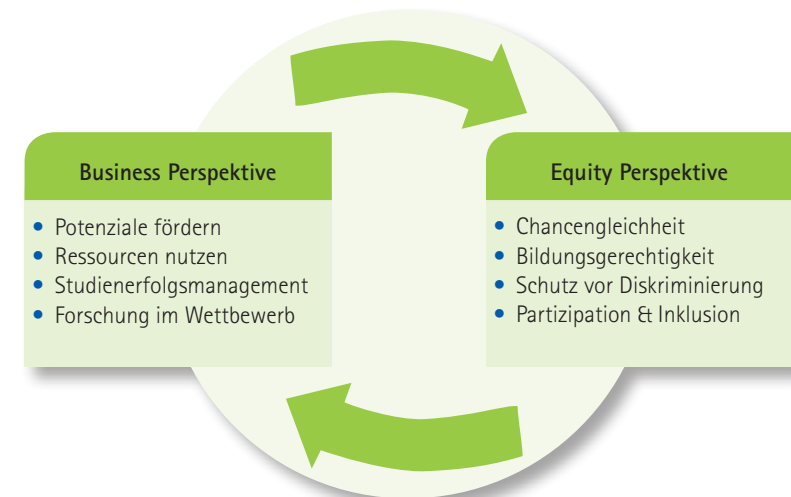 Business Perspektive
• Potenziale fördern
• Ressourcen nutzen
• Studienerfolgsmanagement
• Forschung im Wettbewerb
Equity Perspektive
• Chancengleichheit
• Bildungsgerechtigkeit
• Schutz vor Diskriminierung
• Partizipation & Inklusion